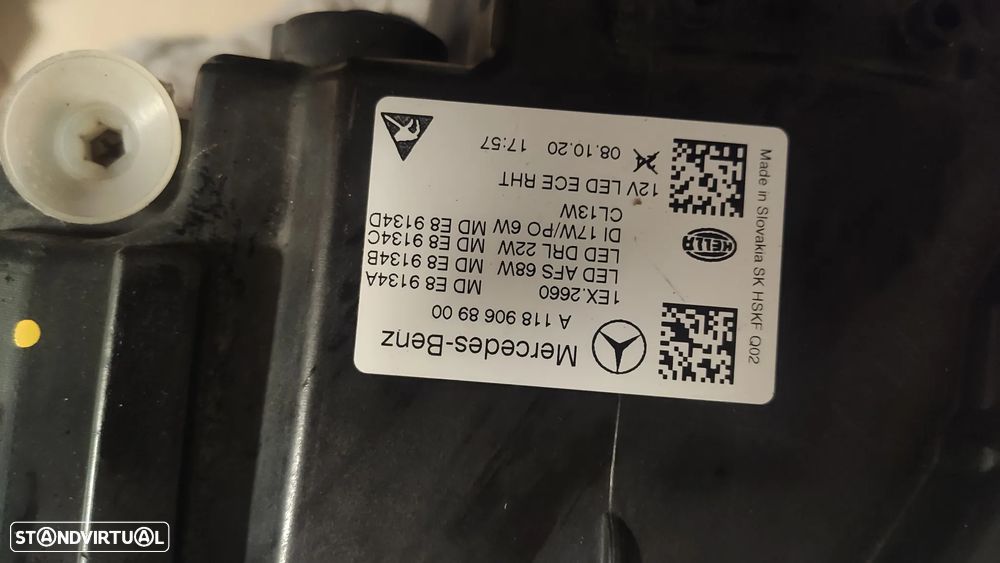 Mercedes-Benz
A 118 906 89 00
1EX.2660 MD E8 9134A
LED AFS 68W MD E8 9134B
LED DRL 22W MD E8 9134C
DI 17W/PO 6W MD E8 9134D
CL13W
12V LED ECE RHT
08.10.20 17:57
HELLA
Made in Slovakia SK HSKF Q02
STANDVIRTUAL